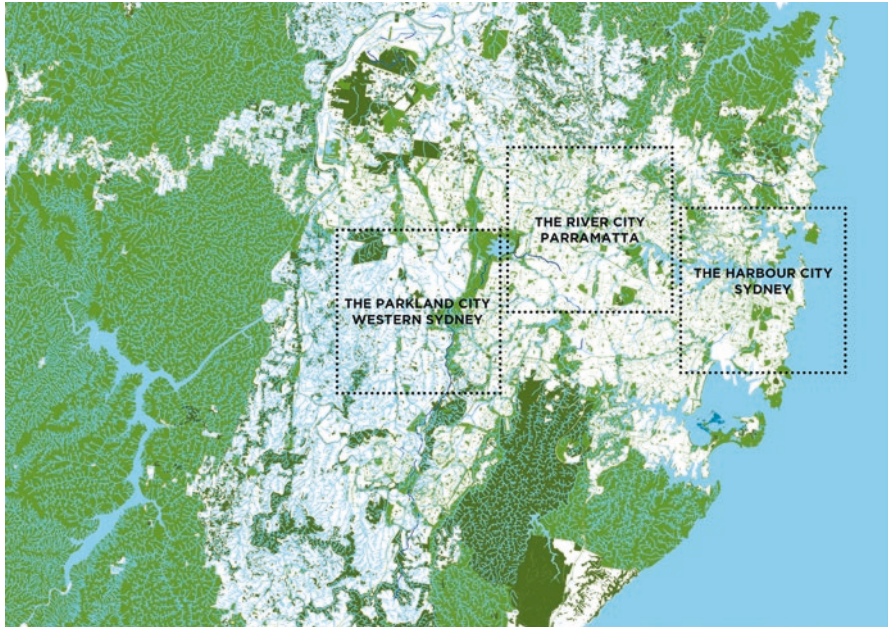 THE RIVER CITY
PARRAMATTA
THE HARBOUR CITY
SYDNEY
THE PARKLAND CITY
WESTERN SYDNEY